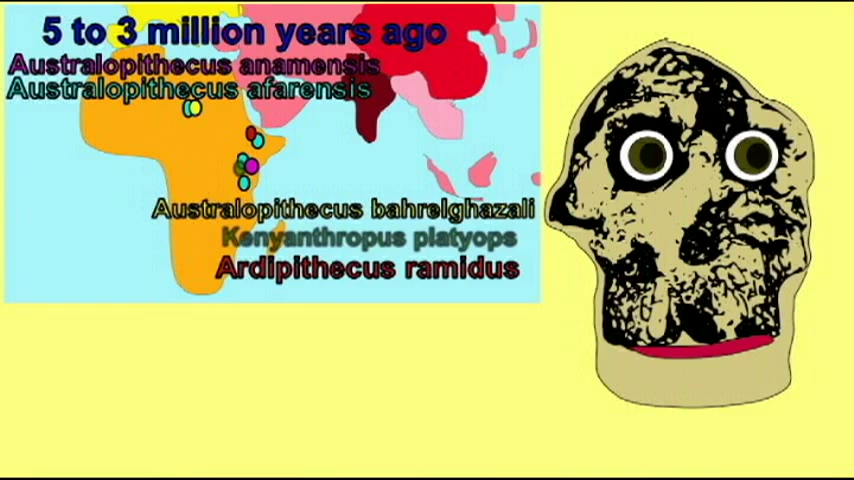 5 to 3 million years ago
Australopithecus anamensis
Australopithecus afarensis
Australopithecus bahrelghazali
Kenyanthropus platyops
Ardipithecus ramidus